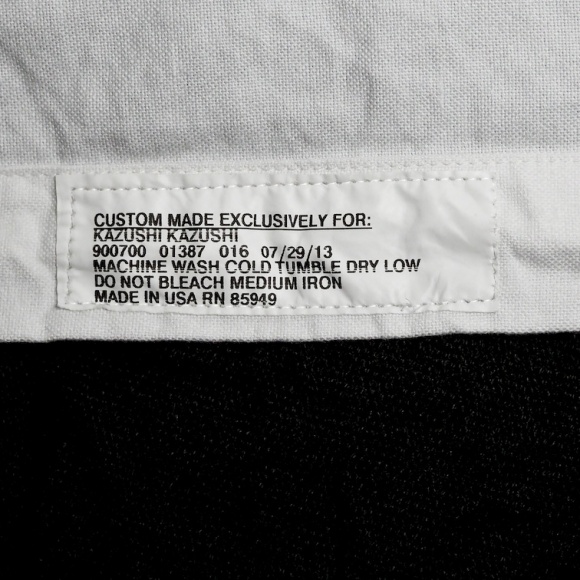 CUSTOM MADE EXCLUSIVELY FOR:
KAZUSHI KAZUSHI
900700 01387 016 07/29/13
MACHINE WASH COLD TUMBLE DRY LOW
DO NOT BLEACH MEDIUM IRON
MADE IN USA RN 85949